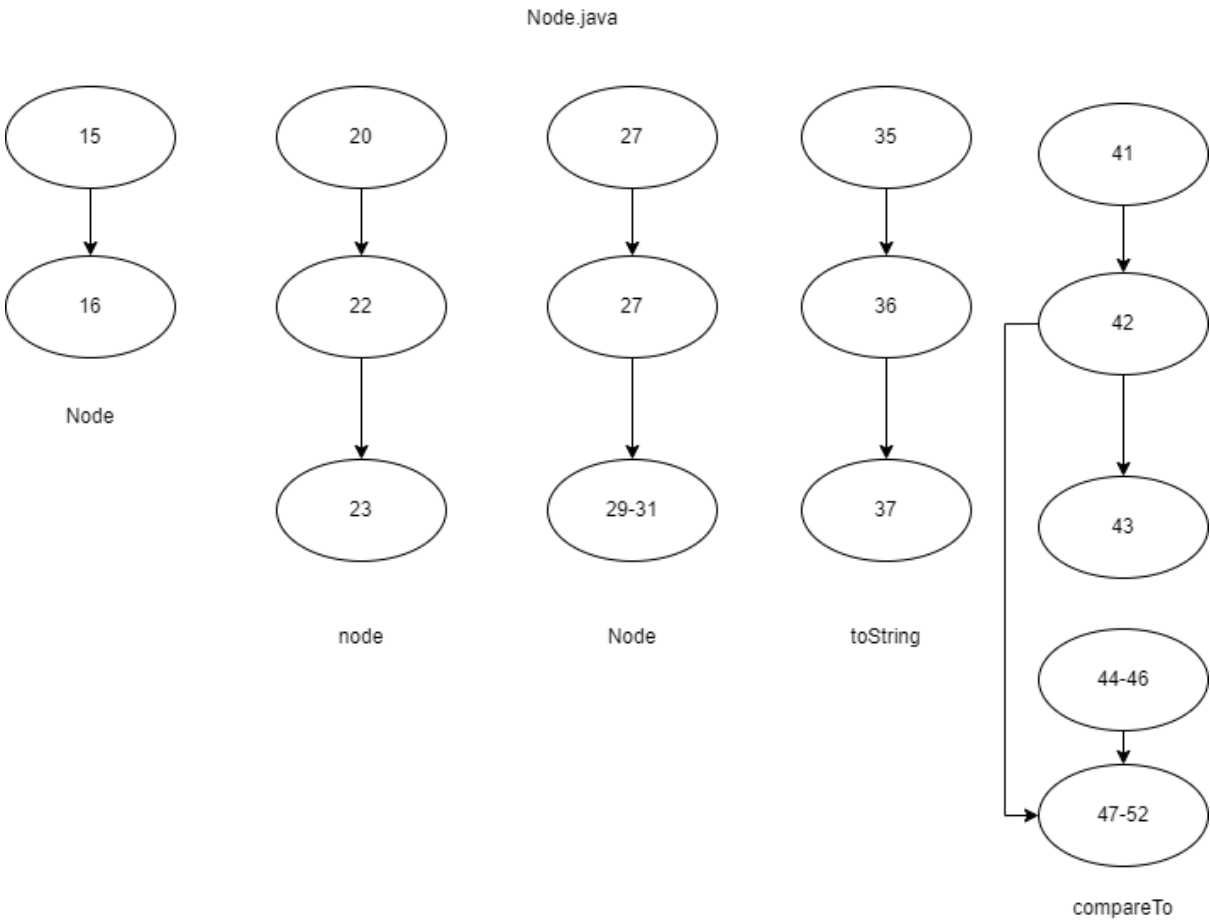 Node.java
15
16
Node
20
22
23
node
27
27
29-31
Node
35
36
37
toString
41
42
43
44-46
47-52
compareTo